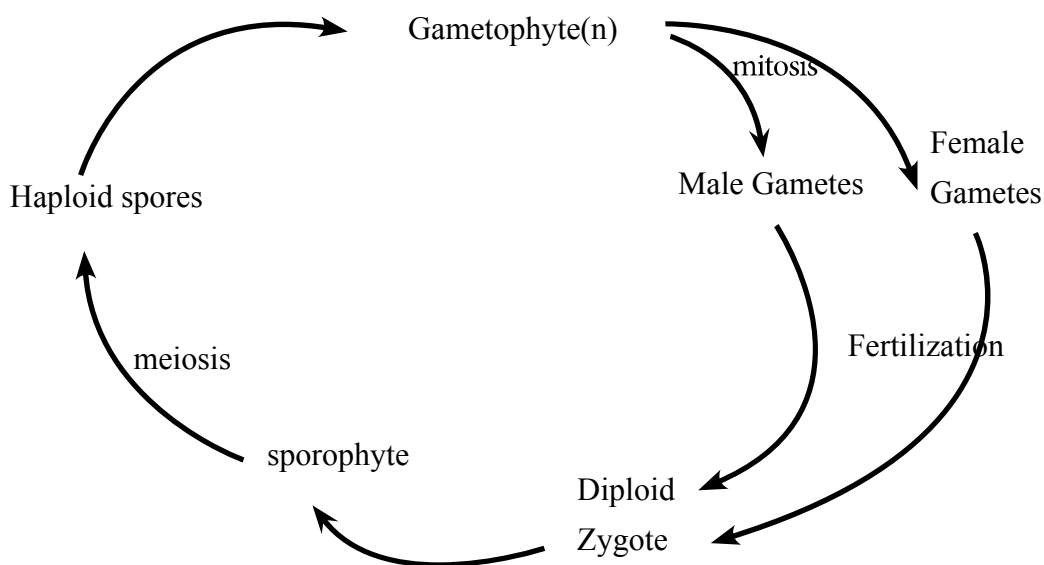 Gametophyte(n)
mitosis
Female
Gametes
Male Gametes
Haploid spores
Fertilization
meiosis
sporophyte
Diploid
Zygote